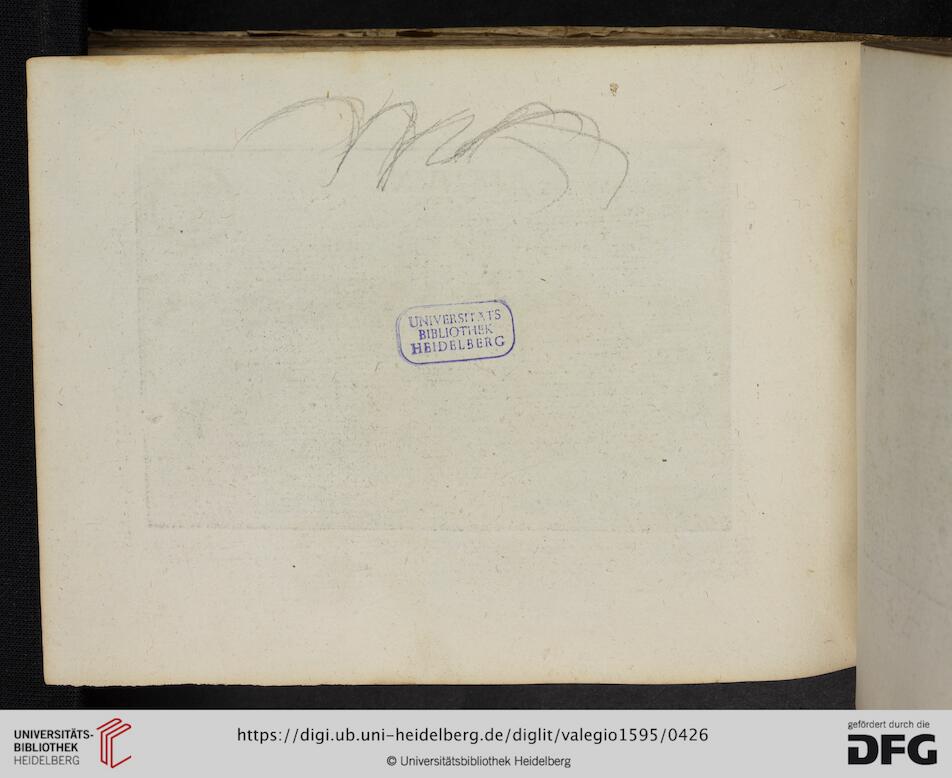 UNIVERSITÄTS
BIBLIOTHEK
HEIDELBERG
UNIVERSITÄTS-
BIBLIOTHEK
HEIDELBERG
https://digi.ub.uni-heidelberg.de/diglit/valegio1595/0426
© Universitätsbibliothek Heidelberg
gefördert durch die
DFG